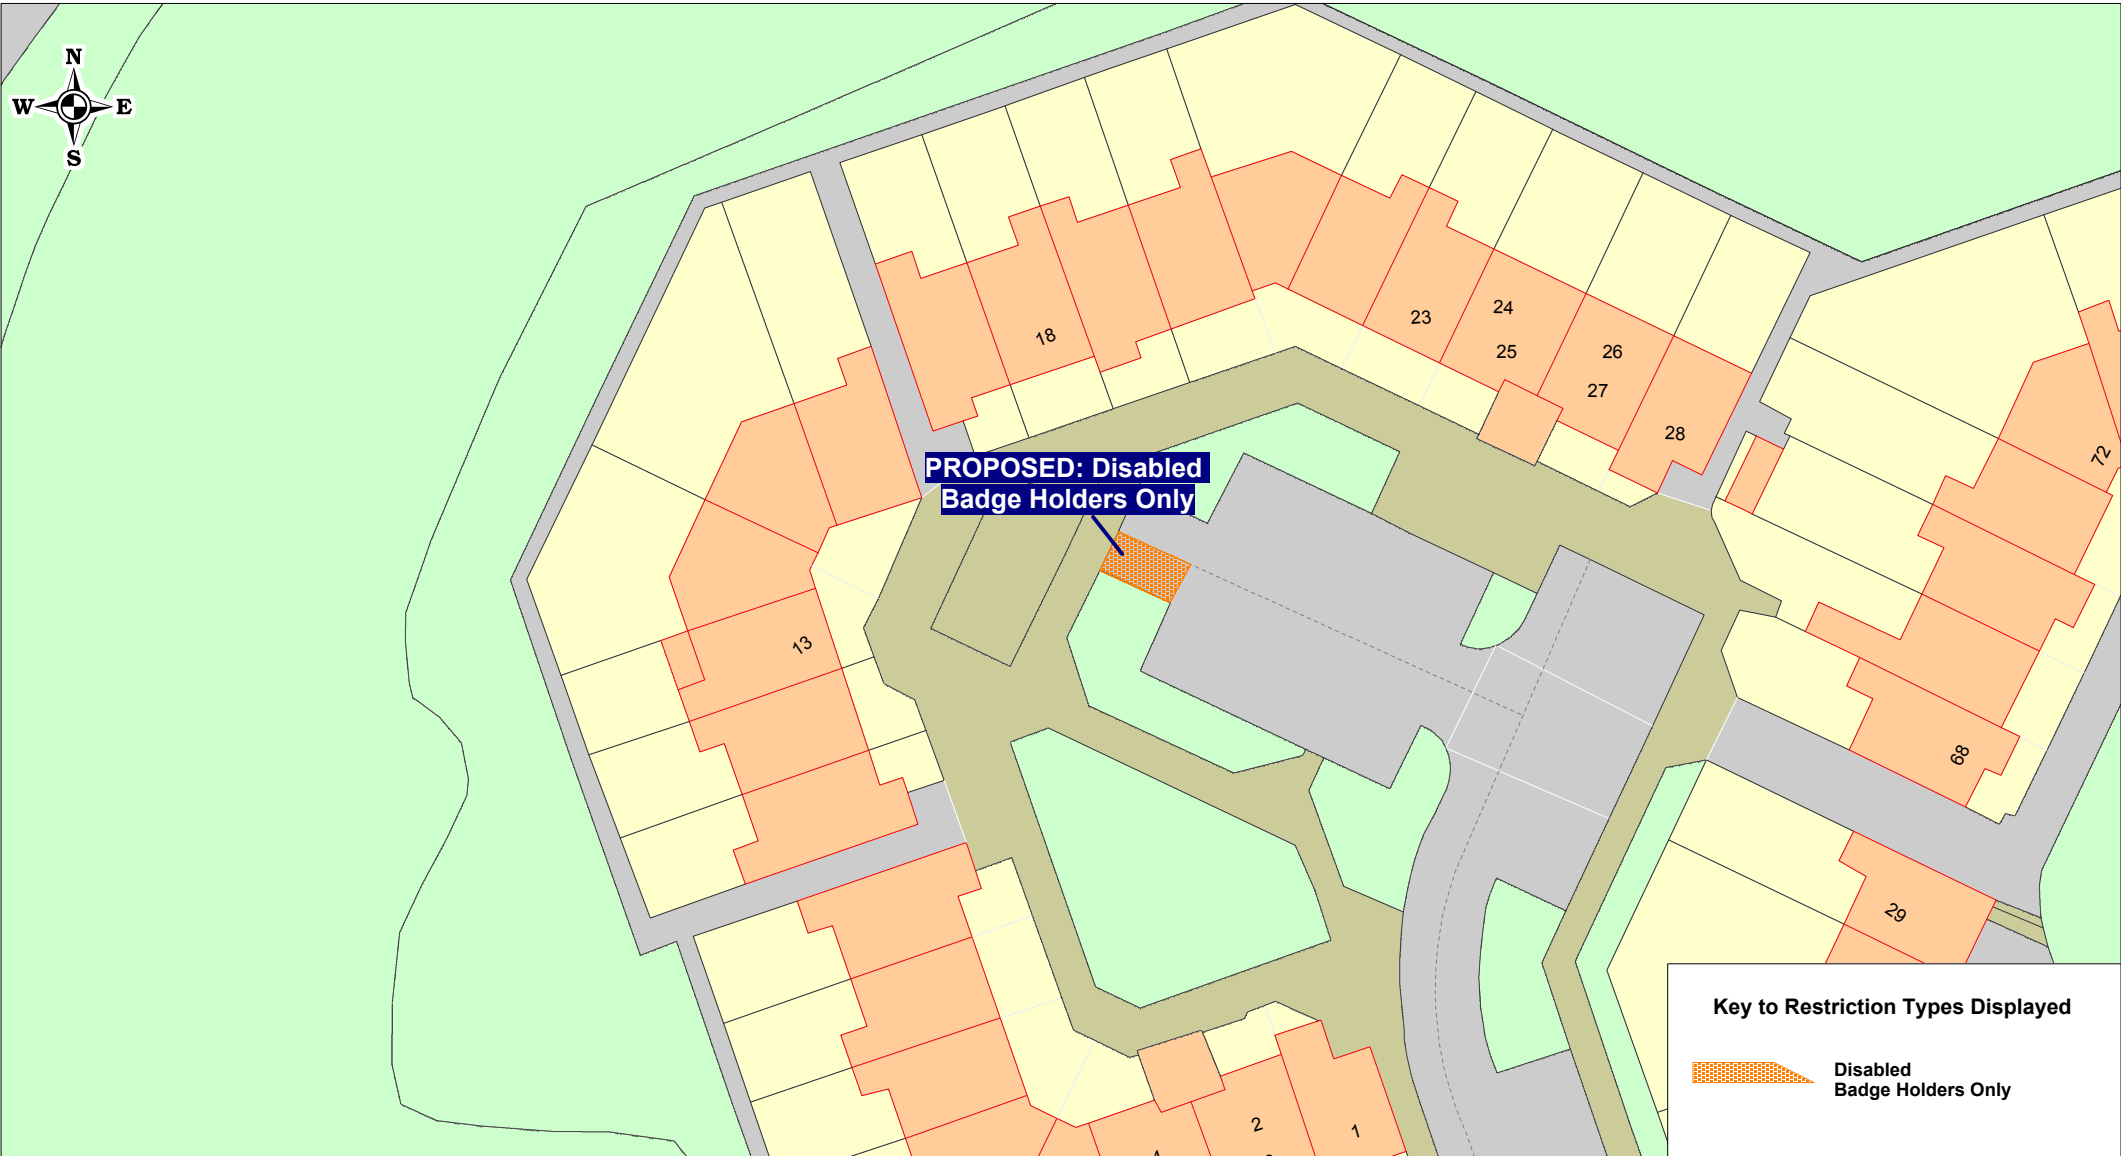 N
W E
S
18
23
24
25
26
27
28
72
PROPOSED: Disabled
Badge Holders Only
13
68
29
2
1
Key to Restriction Types Displayed
Disabled
Badge Holders Only